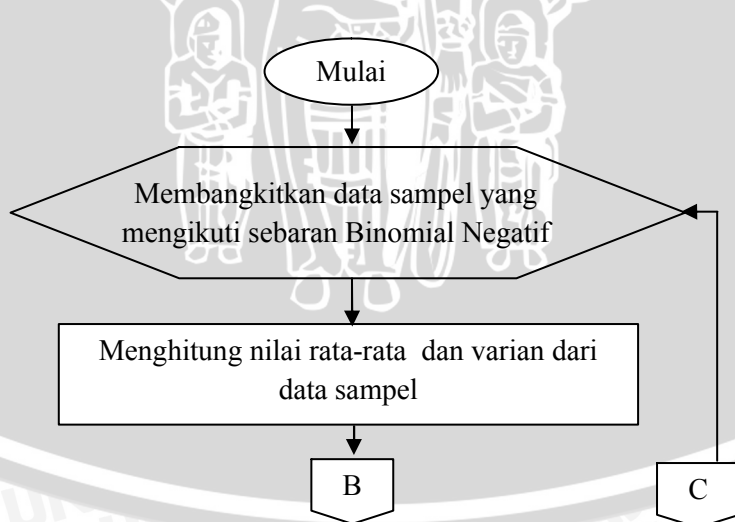 Mulai
Membangkitkan data sampel yang
mengikuti sebaran Binomial Negatif
Menghitung nilai rata-rata dan varian dari
data sampel
B
C